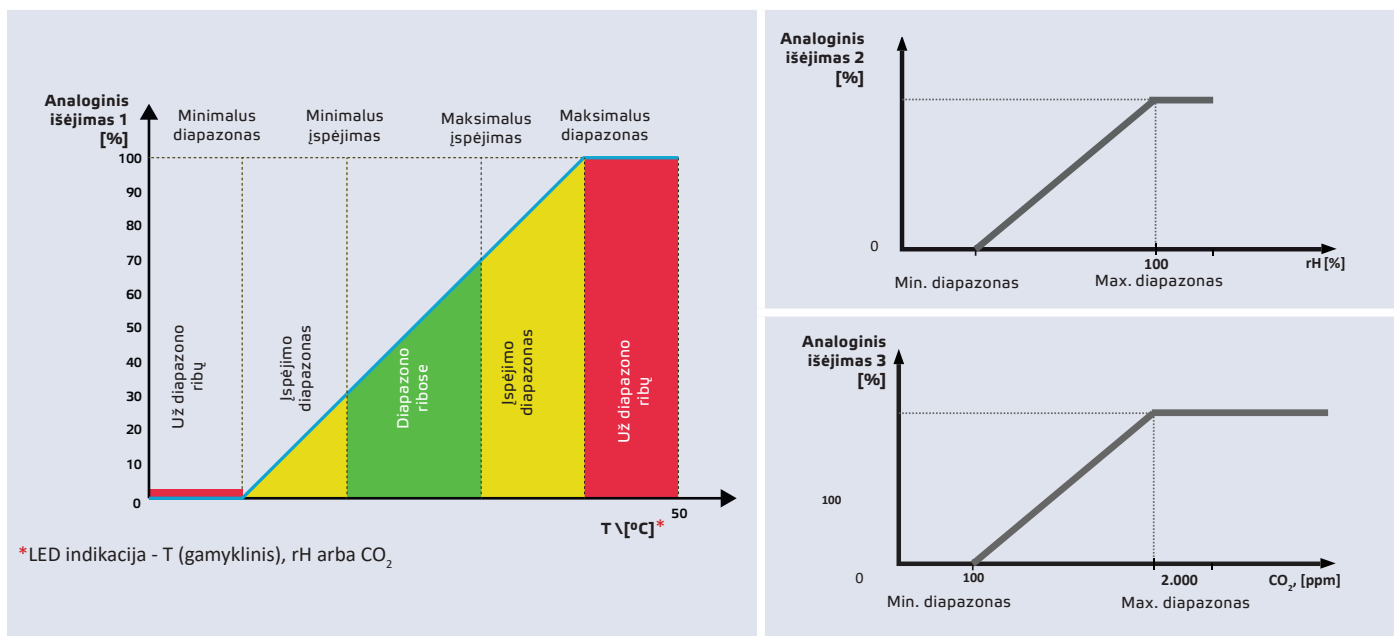 Analoginis
išėjimas 1
[%]
Minimalus
diapazonas
Minimalus
įspėjimas
Maksimalus
įspėjimas
Maksimalus
diapazonas
100
90
80
70
60
50
40
30
20
10
0
Už diapazono
ribų
Įspėjimo
diapazonas
Diapazono
ribose
Įspėjimo
diapazonas
Už diapazono
ribų
50
T \[ºC]*
*LED indikacija - T (gamyklinis), rH arba CO₂
Analoginis
išėjimas 2
[%]
0
100
rH [%]
Min. diapazonas
Max. diapazonas
Analoginis
išėjimas 3
[%]
100
0
100
2.000
CO₂, [ppm]
Min. diapazonas
Max. diapazonas